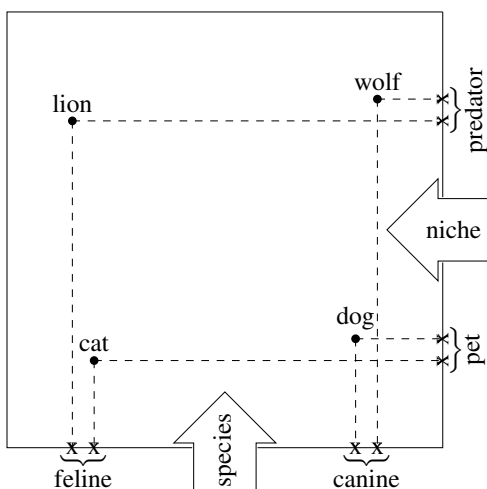 wolf
lion
predator
niche
dog
cat
pet
x x x x
x x x x
species
feline
canine